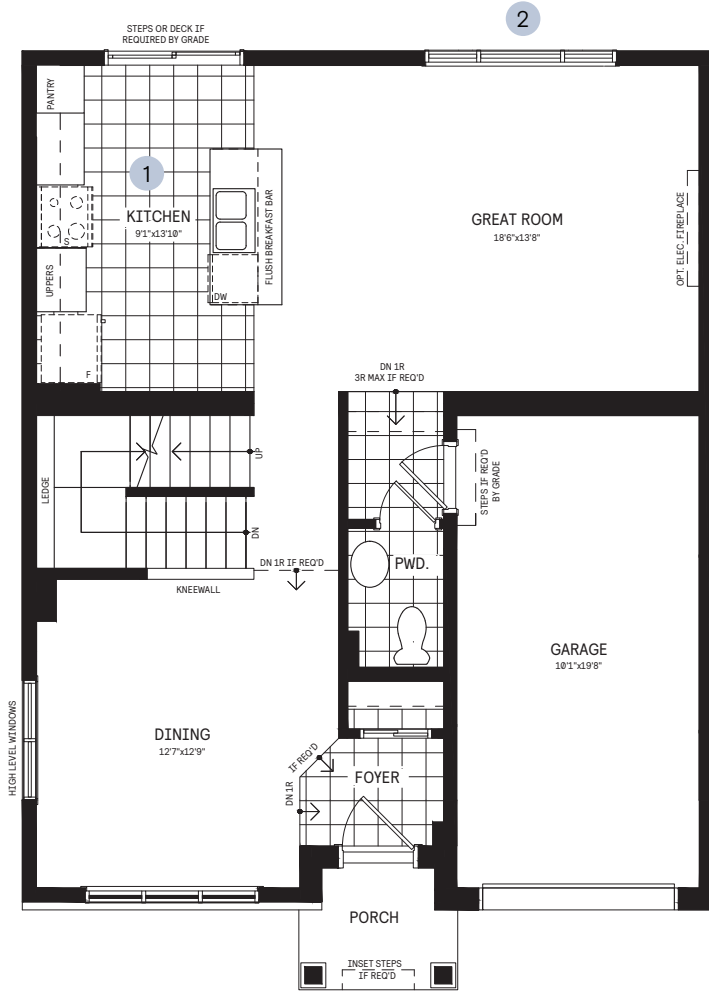 2
STEPS OR DECK IF
REQUIRED BY GRADE
PANTRY
1
KITCHEN
9'1"x13'10"
S
UPPERS
F
DW
FLUSH BREAKFAST BAR
GREAT ROOM
18'6"x13'8"
OPT. ELEC. FIREPLACE
DN 1R
3R MAX IF REQ'D
LEDGE
UP
DN
STEPS IF REQ'D
BY GRADE
DN 1R IF REQ'D
KNEEWALL
PWD.
GARAGE
10'1"x19'8"
HIGH LEVEL WINDOWS
DINING
12'7"x12'9"
DN 1R
IF REQ'D
FOYER
PORCH
INSET STEPS
IF REQ'D